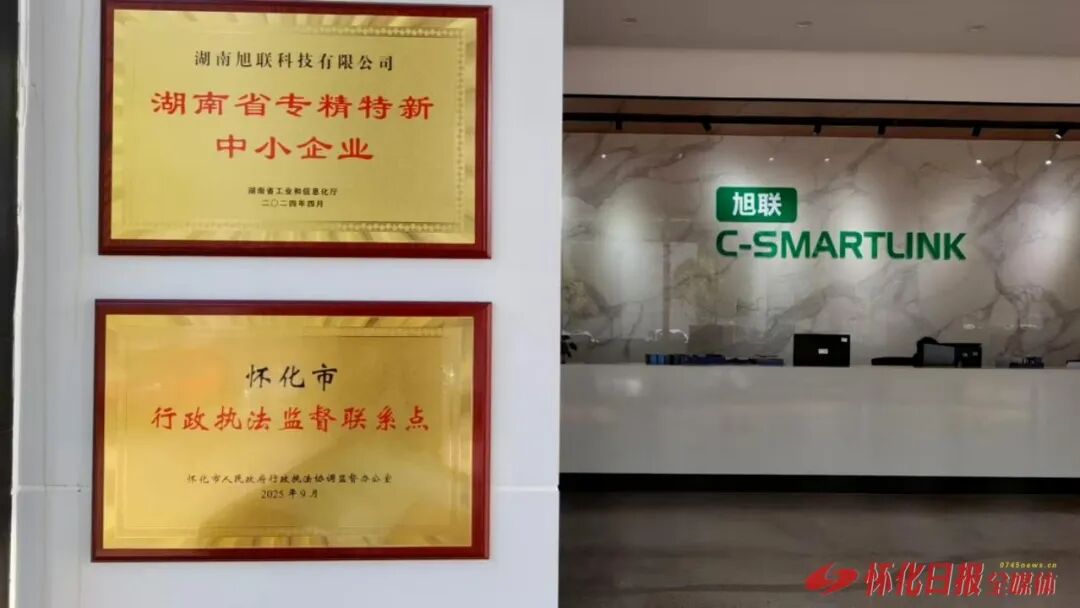 湖南旭联科技有限公司
湖南省专精特新
中小企业
湖南省工业和信息化厅
二〇二四年四月
怀化市
行政执法监督联系点
怀化市人民政府行政执法协调监督办公室
2025年9月
旭联
C-SMARTLINK
0745news.cn
怀化日报全媒体